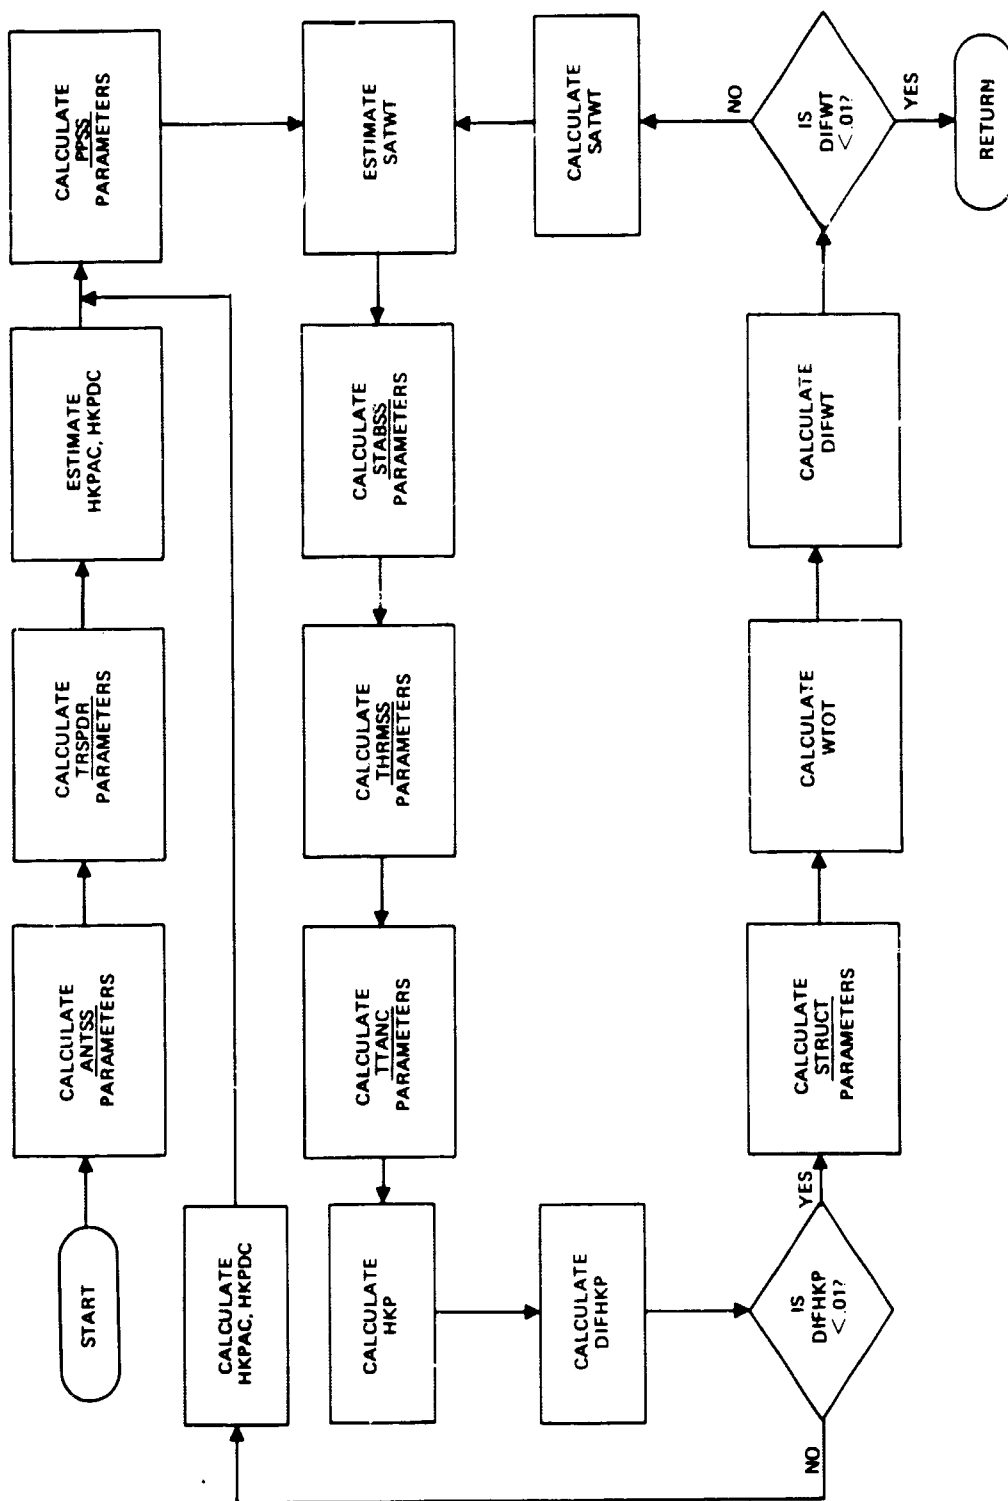 START
CALCULATE
ANTSS
PARAMETERS
CALCULATE
TRSPDR
PARAMETERS
ESTIMATE
HKPAC, HKPDC
CALCULATE
PPSS
PARAMETERS
CALCULATE
HKPAC, HKPDC
CALCULATE
HKP
CALCULATE
TTANC
PARAMETERS
CALCULATE
THRMSS
PARAMETERS
CALCULATE
STABSS
PARAMETERS
ESTIMATE
SATWT
CALCULATE
DIFHKP
CALCULATE
SATWT
NO
IS
DIFHKP
< .01?
YES
CALCULATE
STRUCT
PARAMETERS
CALCULATE
WTOT
CALCULATE
DIFWT
IS
DIFWT
< .01?
NO
YES
RETURN